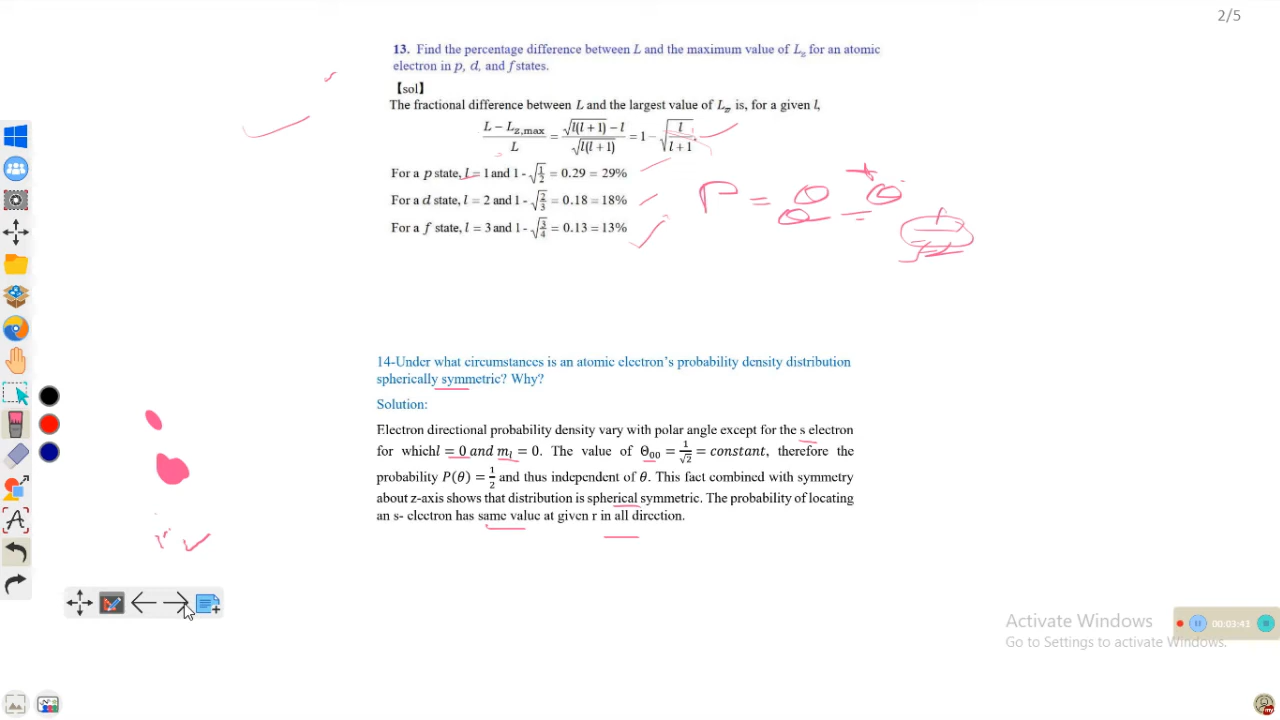 2/5
13. Find the percentage difference between L and the maximum value of L_z for an atomic
electron in p, d, and f states.
【sol】
The fractional difference between L and the largest value of L_z is, for a given l,
(L − L_z,max)/L = (√(l(l + 1)) − l)/√(l(l + 1)) = 1 − √(l/(l + 1)).
For a p state, l = 1 and 1 - √(1/2) = 0.29 = 29%
For a d state, l = 2 and 1 - √(2/3) = 0.18 = 18%
For a f state, l = 3 and 1 - √(3/4) = 0.13 = 13%
14-Under what circumstances is an atomic electron's probability density distribution
spherically symmetric? Why?
Solution:
Electron directional probability density vary with polar angle except for the s electron
for whichl = 0 and m_l = 0. The value of Θ₀₀ = 1/√2 = constant, therefore the
probability P(θ) = 1/2 and thus independent of θ. This fact combined with symmetry
about z-axis shows that distribution is spherical symmetric. The probability of locating
an s- electron has same value at given r in all direction.
Activate Windows
Go to Settings to activate Windows.
00:03:43